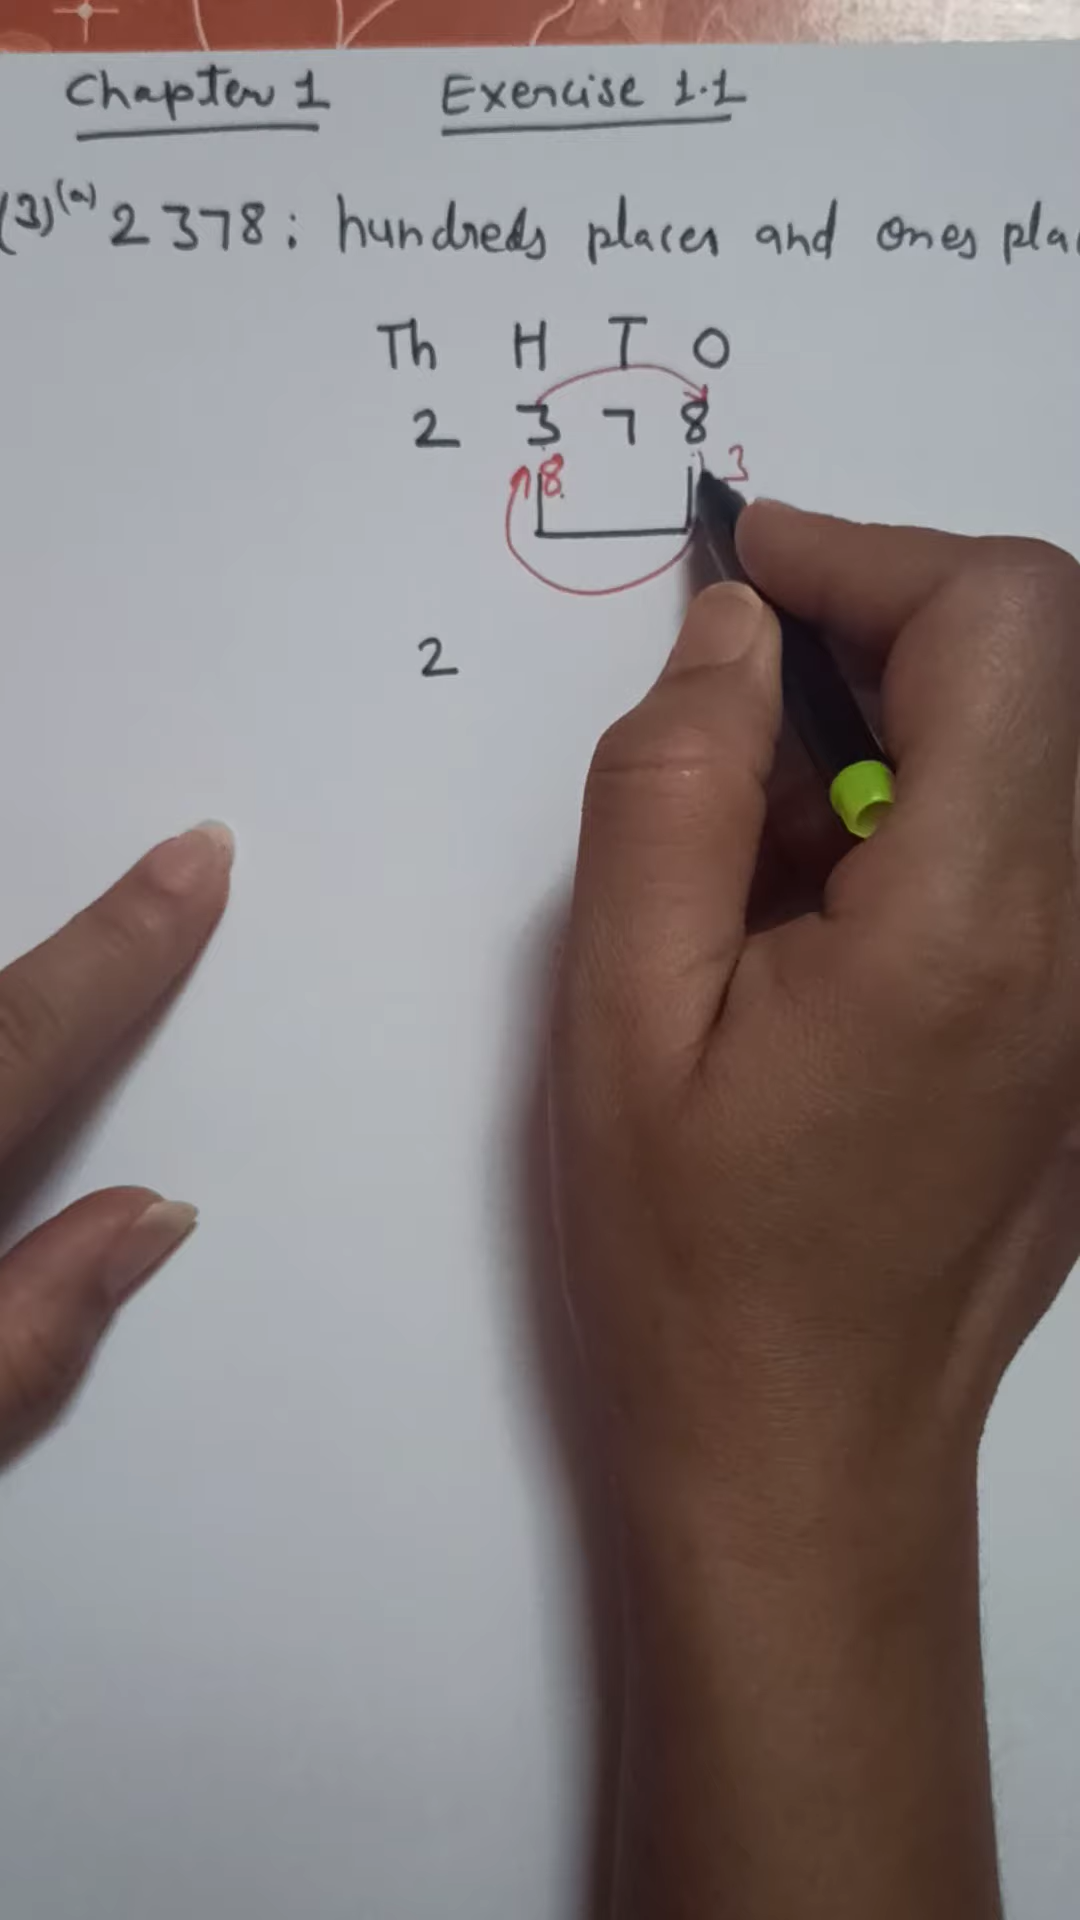 Chapter 1 Exercise 1.1
(3) (a) 2378: hundreds places and ones
Th H T O
2 3 7 8
8 3
2